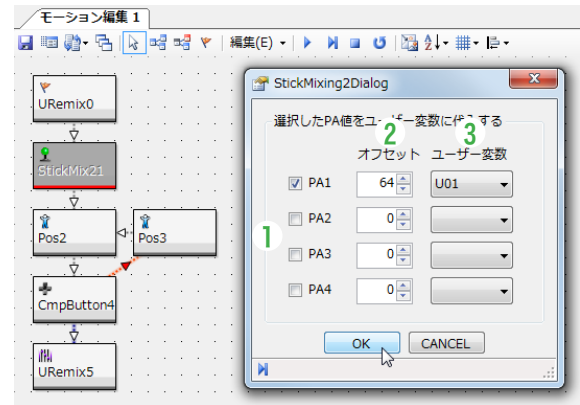 モーション編集 1
編集(E)
URemix0
StickMix21
Pos2
Pos3
CmpButton4
URemix5
StickMixing2Dialog
選択したPA値をユーザー変数に代入する
2
3
オフセット ユーザー変数
1
PA1 64 U01
PA2 0
PA3 0
PA4 0
OK CANCEL